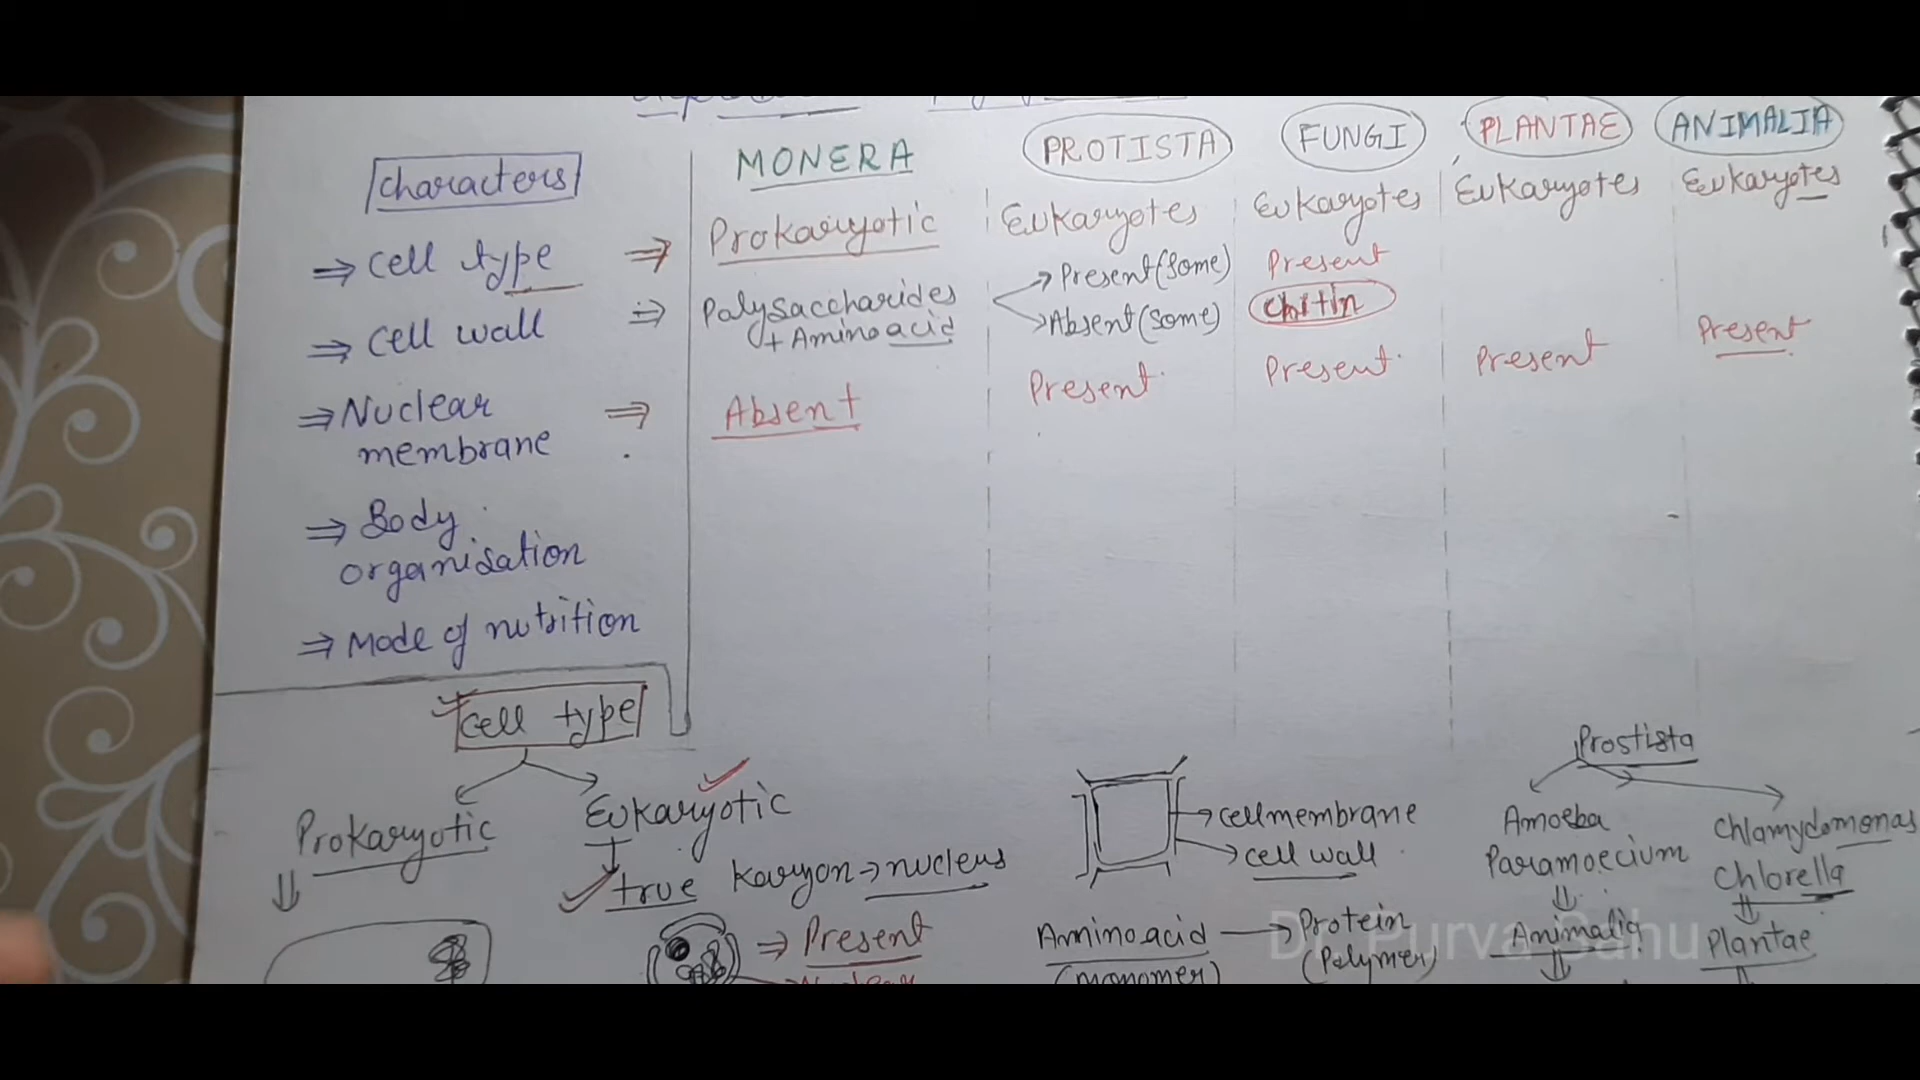 characters
MONERA
PROTISTA
FUNGI
PLANTAE
ANIMALIA
⇒ cell type ⇒
Prokaryotic
Eukaryotes
Eukaryotes
Eukaryotes
Eukaryotes
⇒ cell wall ⇒
Polysaccharides
+ Amino acid
Present (some)
Absent (some)
Present
Chitin
⇒ Nuclear
membrane ⇒
Absent
Present
Present
Present
Present
⇒ Body
organisation
⇒ Mode of nutrition
cell type
Prokaryotic
Eukaryotic
true karyon → nucleus
⇒ Present
→ cell membrane
→ cell wall
Amino acid → Protein
(monomer) (Polymer)
Prostista
Amoeba
Paramoecium
Animalia
Chlamydomonas
Chlorella
Plantae
Dr. Purva Sahu